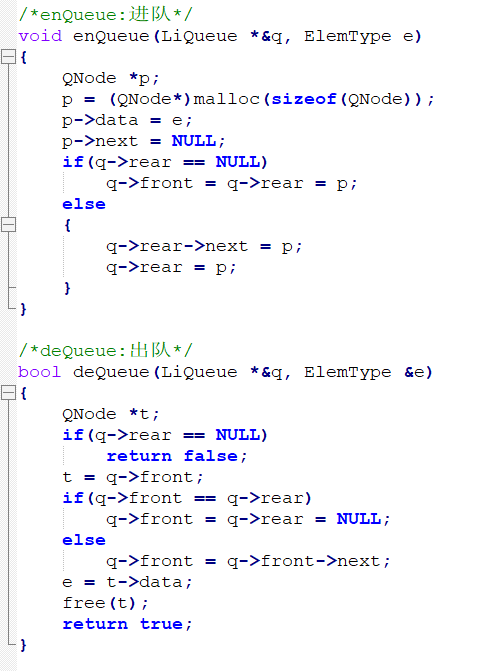 /*enQueue:进队*/
void enQueue(LiQueue *&q, ElemType e)
{
    QNode *p;
    p = (QNode*)malloc(sizeof(QNode));
    p->data = e;
    p->next = NULL;
    if(q->rear == NULL)
        q->front = q->rear = p;
    else
    {
        q->rear->next = p;
        q->rear = p;
    }
}

/*deQueue:出队*/
bool deQueue(LiQueue *&q, ElemType &e)
{
    QNode *t;
    if(q->rear == NULL)
        return false;
    t = q->front;
    if(q->front == q->rear)
        q->front = q->rear = NULL;
    else
        q->front = q->front->next;
    e = t->data;
    free(t);
    return true;
}